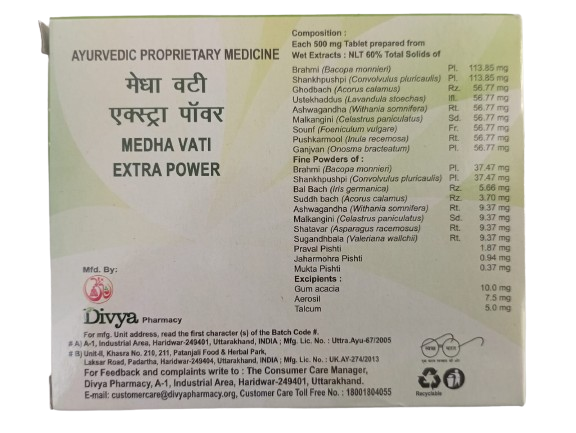 AYURVEDIC PROPRIETARY MEDICINE
मेधा वटी
एक्स्ट्रा पॉवर
MEDHA VATI
EXTRA POWER
Composition :
Each 500 mg Tablet prepared from
Wet Extracts : NLT 60% Total Solids of
Brahmi (Bacopa monnieri) Pl. 113.85 mg
Shankhpushpi (Convolvulus pluricaulis) Pl. 113.85 mg
Ghodbach (Acorus calamus) Rz. 56.77 mg
Ustekhaddus (Lavandula stoechas) Ifl. 56.77 mg
Ashwagandha (Withania somnifera) Rt. 56.77 mg
Malkangini (Celastrus paniculatus) Sd. 56.77 mg
Sounf (Foeniculum vulgare) Fr. 56.77 mg
Pushkarmool (Inula recemosa) Rt. 56.77 mg
Ganjvan (Onosma bracteatum) Pl. 56.77 mg
Fine Powders of :
Brahmi (Bacopa monnieri) Pl. 37.47 mg
Shankhpushpi (Convolvulus pluricaulis) Pl. 37.47 mg
Bal Bach (Iris germanica) Rz. 5.66 mg
Suddh bach (Acorus calamus) Rz. 3.70 mg
Ashwagandha (Withania somnifera) Rt. 9.37 mg
Malkangini (Celastrus paniculatus) Sd. 9.37 mg
Shatavar (Asparagus racemosus) Rt. 9.37 mg
Sugandhbala (Valeriana wallichii) Rt. 9.37 mg
Praval Pishti 1.87 mg
Jaharmohra Pishti 0.94 mg
Mukta Pishti 0.37 mg
Excipients :
Gum acacia 10.0 mg
Aerosil 7.5 mg
Talcum 5.0 mg
Mfd. By:
Divya Pharmacy
For mfg. Unit address, read the first character (s) of the Batch Code #.
# A) A-1, Industrial Area, Haridwar-249401, Uttarakhand, INDIA ; Mfg. Lic. No. : Uttra.Ayu-67/2005
# B) Unit-II, Khasra No. 210, 211, Patanjali Food & Herbal Park,
Laksar Road, Padartha, Haridwar-249404, Uttarakhand, INDIA ; Mfg. Lic. No. : UK.AY-274/2013
For Feedback and complaints write to : The Consumer Care Manager,
Divya Pharmacy, A-1, Industrial Area, Haridwar-249401, Uttarakhand.
E-mail: customercare@divyapharmacy.org, Customer Care Toll Free No. : 18001804055
Recyclable